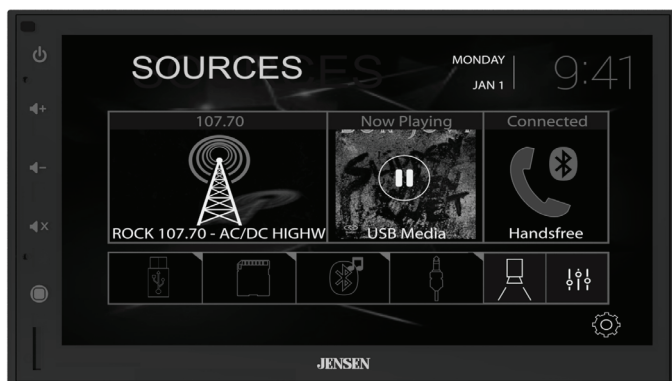 SOURCES
MONDAY
JAN 1
9:41
107.70
Now Playing
Connected
ROCK 107.70 - AC/DC HIGHW
USB Media
Handsfree
JENSEN